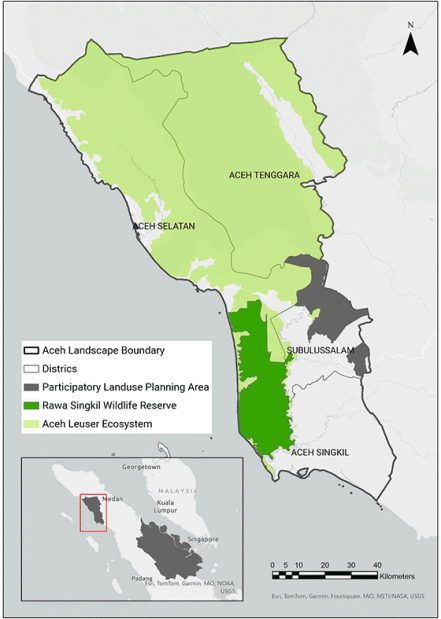 N
ACEH TENGGARA
ACEH SELATAN
SUBULUSSALAM
ACEH SINGKIL
Aceh Landscape Boundary
Districs
Participatory Landuse Planning Area
Rawa Singkil Wildlife Reserve
Aceh Leuser Ecosystem
Georgetown
Medan
MALAYSIA
Kuala
Lumpur
Singapore
Padang
Esri, TomTom, Garmin, FAO, NOAA,
USGS
0 5 10 20 30 40
Kilometers
Esri, TomTom, Garmin, Foursquare, FAO, METI/NASA, USGS